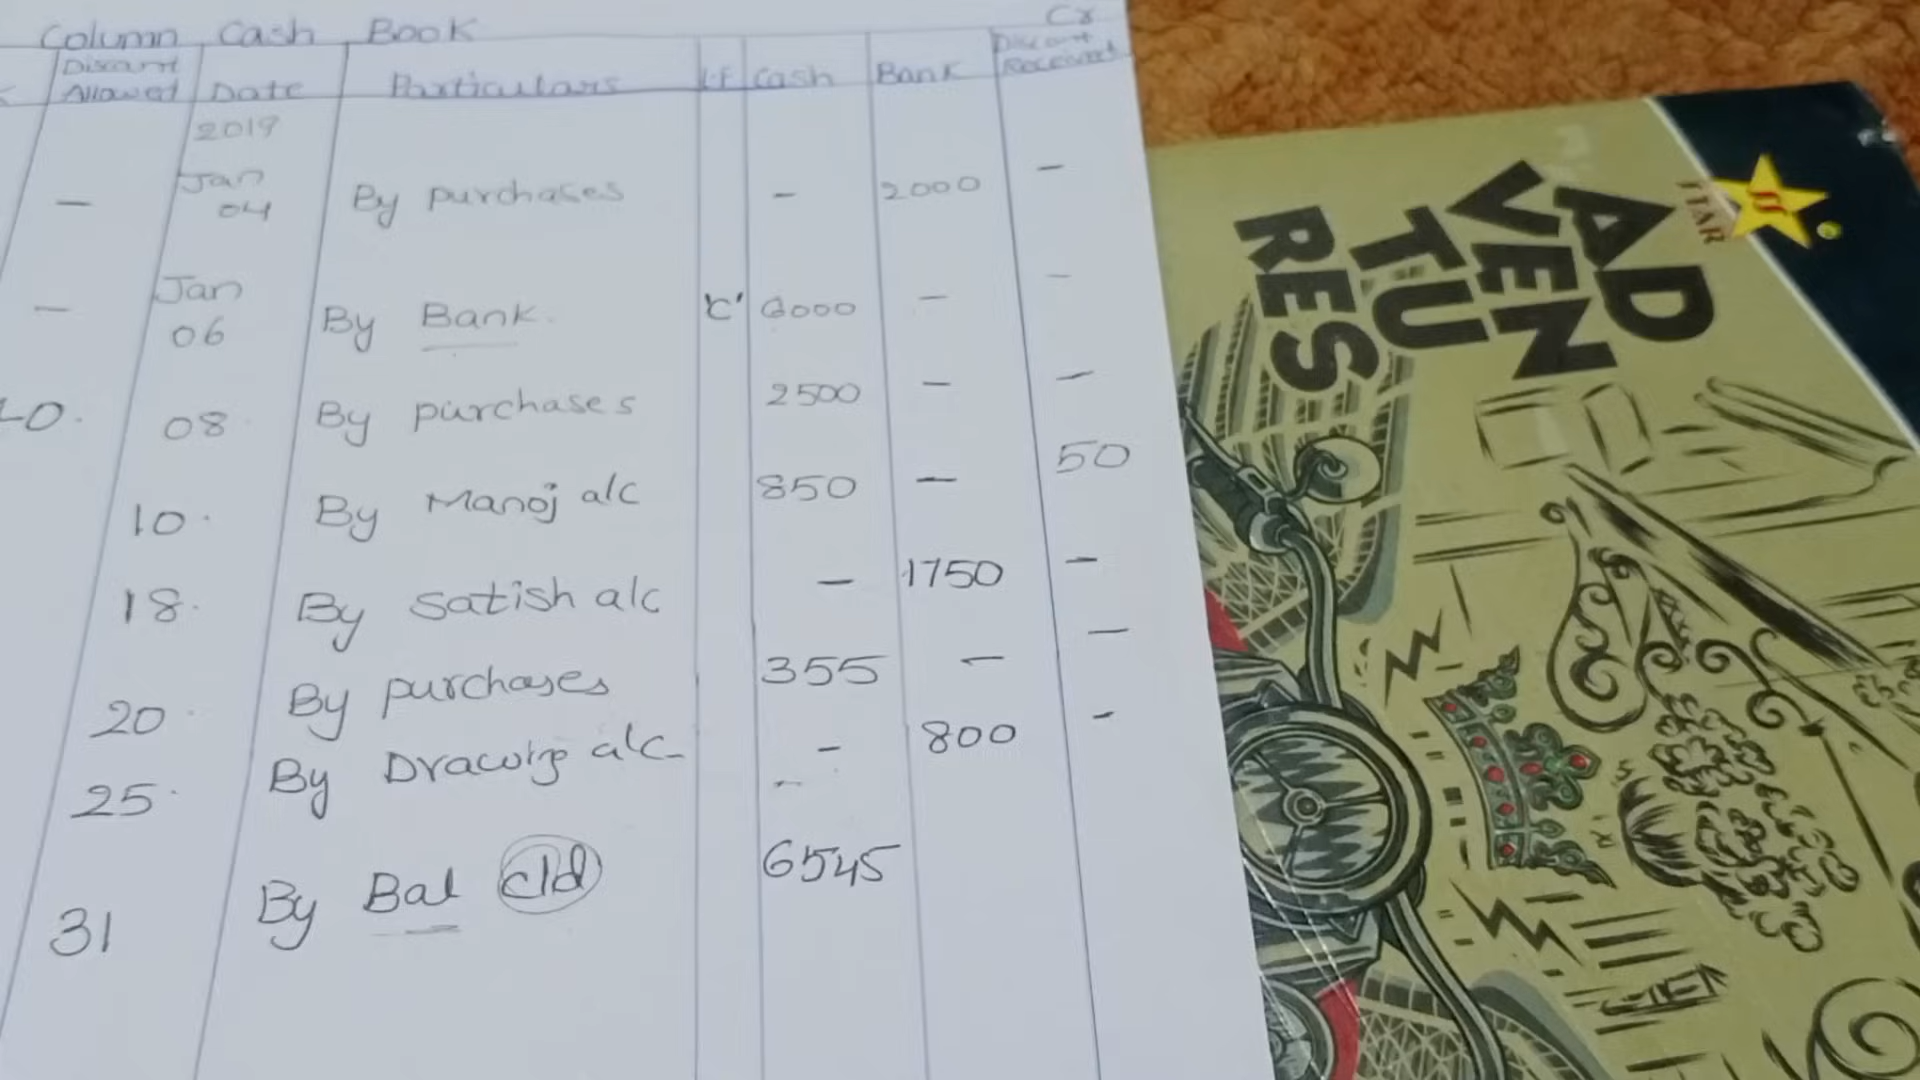 Column Cash Book
Cr
Discount Allowed Date Particulars L.F Cash Bank Discount Received
2019
— Jan 04 By purchases - 2000 —
— Jan 06 By Bank. 'C' 6000 — —
08 By purchases 2500 — —
10. By Manoj a/c 850 — 50
18. By Satish a/c — 1750 —
20 By purchases 355 — —
25. By Drawing a/c - 800 -
31 By Bal c/d 6545
AD
VEN
TU
RES
ITAR